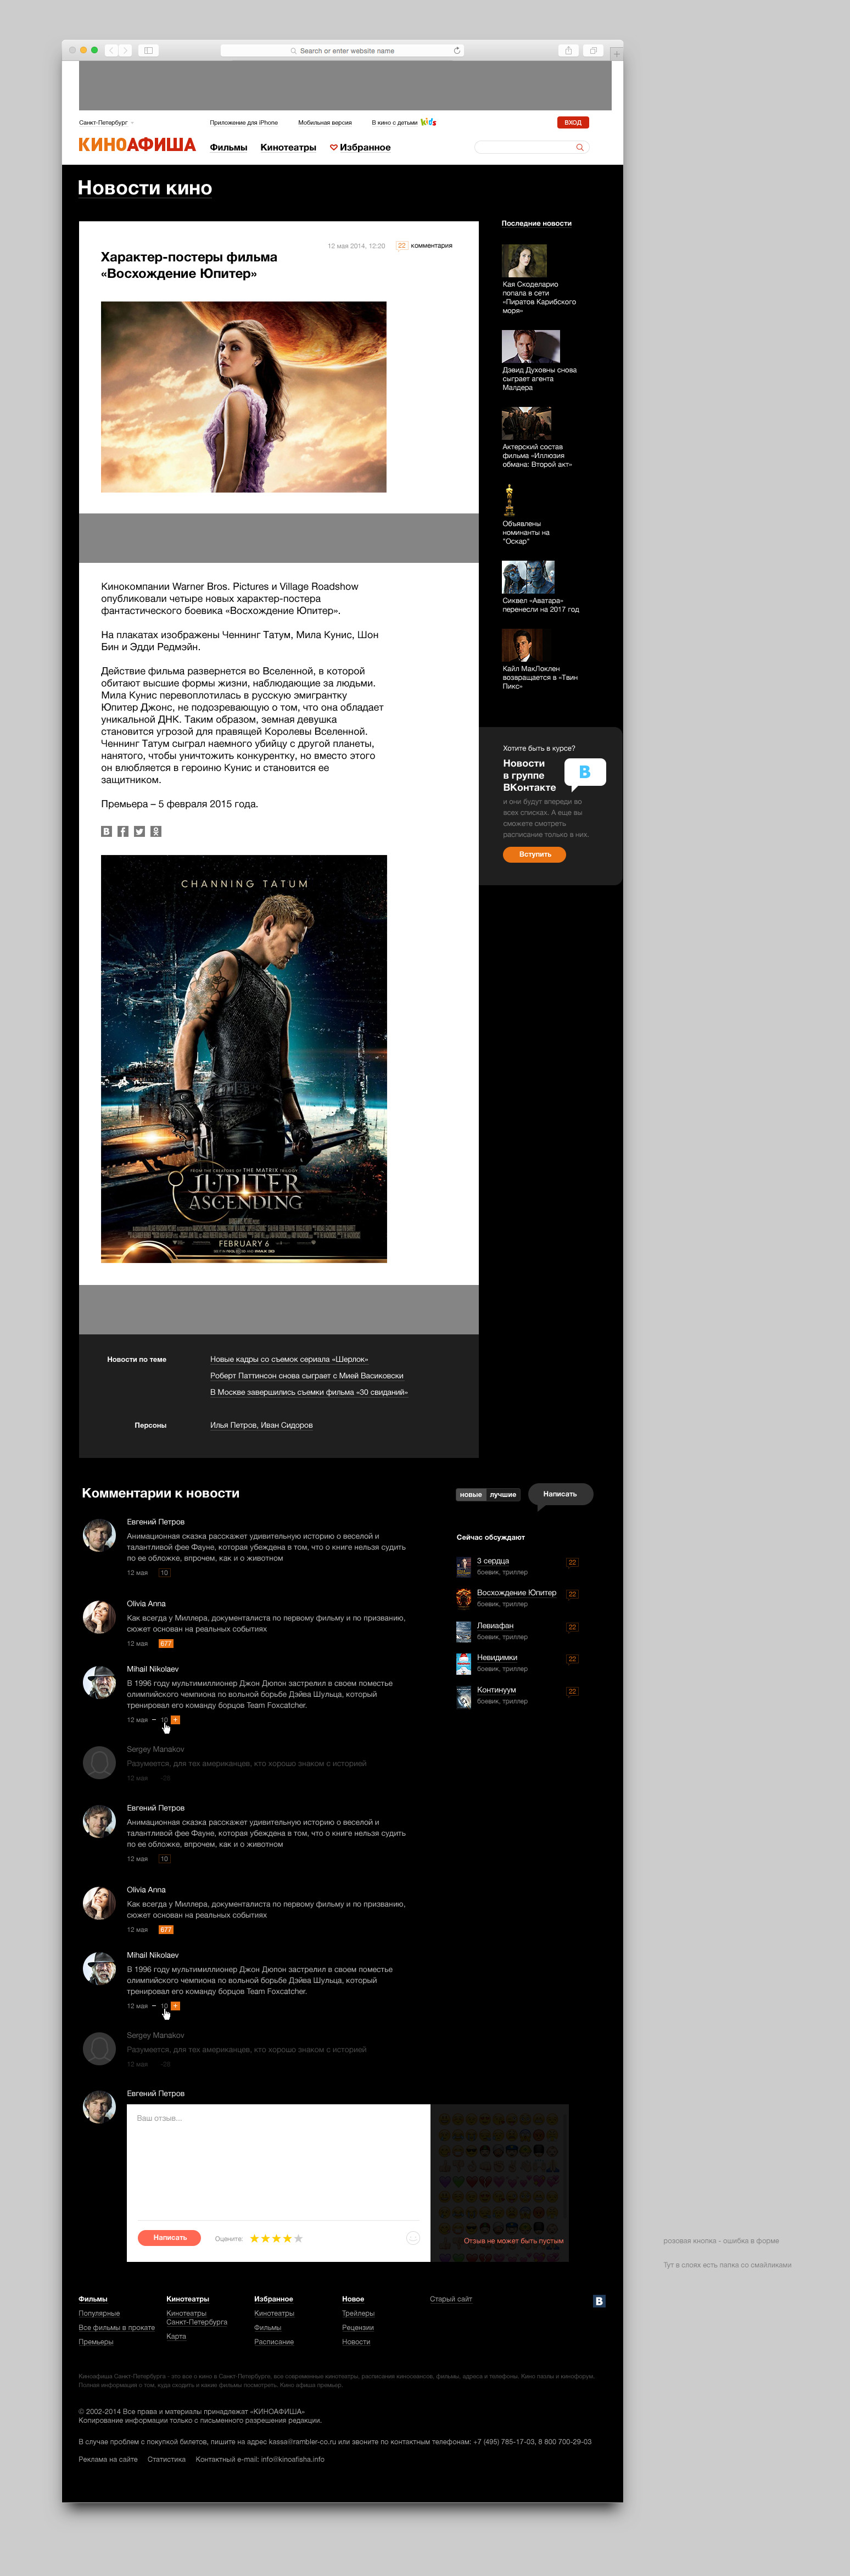 Search or enter website name
Санкт-Петербург
Приложение для iPhone
Мобильная версия
В кино с детьми kids
ВХОД
КИНОАФИША
Фильмы
Кинотеатры
Избранное
Новости кино
12 мая 2014, 12:20
22 комментария
Характер-постеры фильма
«Восхождение Юпитер»
Кинокомпании Warner Bros. Pictures и Village Roadshow
опубликовали четыре новых характер-постера
фантастического боевика «Восхождение Юпитер».
На плакатах изображены Ченнинг Татум, Мила Кунис, Шон
Бин и Эдди Редмэйн.
Действие фильма развернется во Вселенной, в которой
обитают высшие формы жизни, наблюдающие за людьми.
Мила Кунис перевоплотилась в русскую эмигрантку
Юпитер Джонс, не подозревающую о том, что она обладает
уникальной ДНК. Таким образом, земная девушка
становится угрозой для правящей Королевы Вселенной.
Ченнинг Татум сыграл наемного убийцу с другой планеты,
нанятого, чтобы уничтожить конкурентку, но вместо этого
он влюбляется в героиню Кунис и становится ее
защитником.
Премьера – 5 февраля 2015 года.
CHANNING TATUM
FROM THE CREATORS OF THE MATRIX TRILOGY
JUPITER
ASCENDING
FEBRUARY 6
Последние новости
Кая Скоделарио
попала в сети
«Пиратов Карибского
моря»
Дэвид Духовны снова
сыграет агента
Малдера
Актерский состав
фильма «Иллюзия
обмана: Второй акт»
Объявлены
номинанты на
"Оскар"
Сиквел «Аватара»
перенесли на 2017 год
Кайл МакЛоклен
возвращается в «Твин
Пикс»
Хотите быть в курсе?
Новости
в группе
ВКонтакте
и они будут впереди во
всех списках. А еще вы
сможете смотреть
расписание только в них.
Вступить
Новости по теме
Новые кадры со съемок сериала «Шерлок»
Роберт Паттинсон снова сыграет с Мией Васиковски
В Москве завершились съемки фильма «30 свиданий»
Персоны
Илья Петров, Иван Сидоров
Комментарии к новости
новые
лучшие
Написать
Евгений Петров
Анимационная сказка расскажет удивительную историю о веселой и
талантливой фее Фауне, которая убеждена в том, что о книге нельзя судить
по ее обложке, впрочем, как и о животном
12 мая 10
Olivia Anna
Как всегда у Миллера, документалиста по первому фильму и по призванию,
сюжет основан на реальных событиях
12 мая 677
Mihail Nikolaev
В 1996 году мультимиллионер Джон Дюпон застрелил в своем поместье
олимпийского чемпиона по вольной борьбе Дэйва Шульца, который
тренировал его команду борцов Team Foxcatcher.
12 мая – 10 +
Sergey Manakov
Разумеется, для тех американцев, кто хорошо знаком с историей
12 мая -28
Евгений Петров
Анимационная сказка расскажет удивительную историю о веселой и
талантливой фее Фауне, которая убеждена в том, что о книге нельзя судить
по ее обложке, впрочем, как и о животном
12 мая 10
Olivia Anna
Как всегда у Миллера, документалиста по первому фильму и по призванию,
сюжет основан на реальных событиях
12 мая 677
Mihail Nikolaev
В 1996 году мультимиллионер Джон Дюпон застрелил в своем поместье
олимпийского чемпиона по вольной борьбе Дэйва Шульца, который
тренировал его команду борцов Team Foxcatcher.
12 мая – 10 +
Sergey Manakov
Разумеется, для тех американцев, кто хорошо знаком с историей
12 мая -28
Сейчас обсуждают
3 сердца 22
боевик, триллер
Восхождение Юпитер 22
боевик, триллер
Левиафан 22
боевик, триллер
Невидимки 22
боевик, триллер
Континуум 22
боевик, триллер
Евгений Петров
Ваш отзыв...
Написать
Оцените:
Отзыв не может быть пустым
розовая кнопка - ошибка в форме
Тут в слоях есть папка со смайликами
Фильмы
Популярные
Все фильмы в прокате
Премьеры
Кинотеатры
Кинотеатры
Санкт-Петербурга
Карта
Избранное
Кинотеатры
Фильмы
Расписание
Новое
Трейлеры
Рецензии
Новости
Старый сайт
Киноафиша Санкт-Петербурга - это все о кино в Санкт-Петербурге, все современные кинотеатры, расписания киносеансов, фильмы, адреса и телефоны. Кино пазлы и кинофорум.
Полная информация о том, куда сходить и какие фильмы посмотреть. Кино афиша премьер.
© 2002-2014 Все права и материалы принадлежат «КИНОАФИША»
Копирование информации только с письменного разрешения редакции.
В случае проблем с покупкой билетов, пишите на адрес kassa@rambler-co.ru или звоните по контактным телефонам: +7 (495) 785-17-03, 8 800 700-29-03
Реклама на сайте
Статистика
Контактный e-mail: info@kinoafisha.info